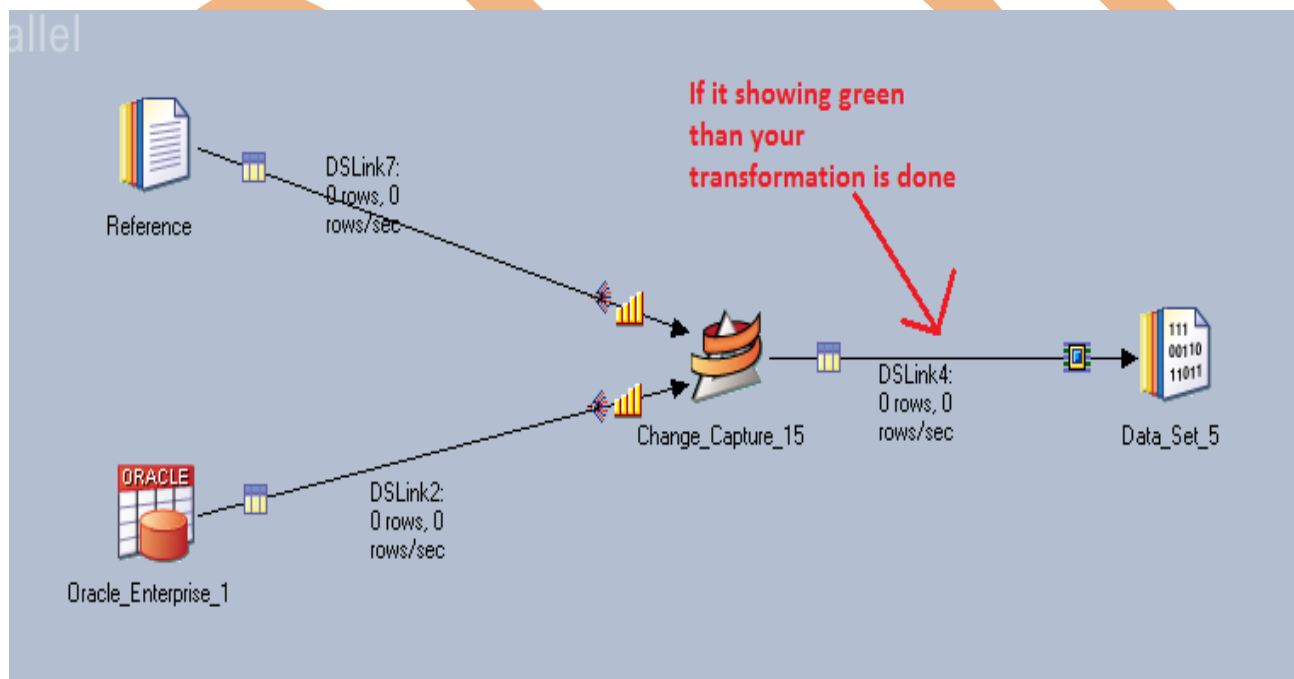 allel
If it showing green
than your
transformation is done
DSLink7:
0 rows, 0
rows/sec
Reference
DSLink4:
0 rows, 0
rows/sec
111
00110
11011
Change_Capture_15
Data_Set_5
ORACLE
DSLink2:
0 rows, 0
rows/sec
Oracle_Enterprise_1